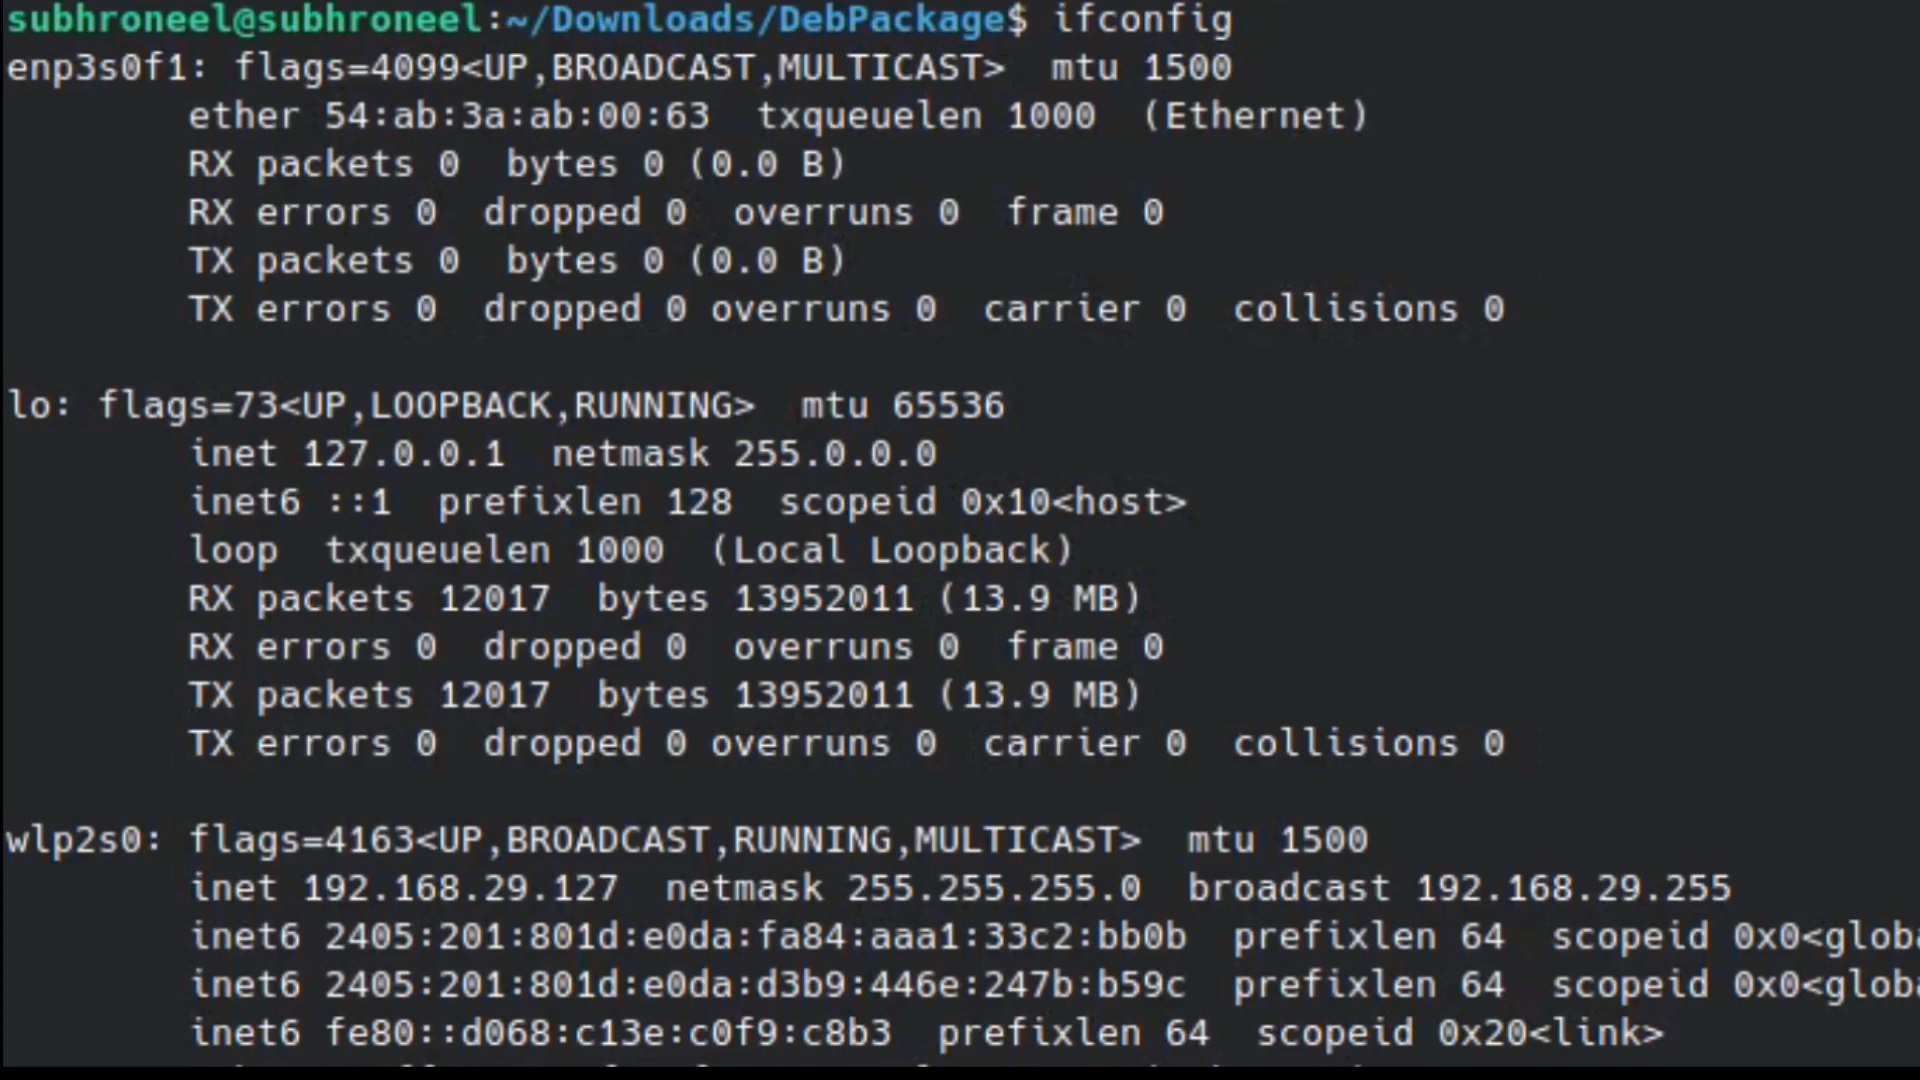 subhroneel@subhroneel:~/Downloads/DebPackage$ ifconfig
enp3s0f1: flags=4099<UP,BROADCAST,MULTICAST>  mtu 1500
        ether 54:ab:3a:ab:00:63  txqueuelen 1000  (Ethernet)
        RX packets 0  bytes 0 (0.0 B)
        RX errors 0  dropped 0  overruns 0  frame 0
        TX packets 0  bytes 0 (0.0 B)
        TX errors 0  dropped 0 overruns 0  carrier 0  collisions 0
lo: flags=73<UP,LOOPBACK,RUNNING>  mtu 65536
        inet 127.0.0.1  netmask 255.0.0.0
        inet6 ::1  prefixlen 128  scopeid 0x10<host>
        loop  txqueuelen 1000  (Local Loopback)
        RX packets 12017  bytes 13952011 (13.9 MB)
        RX errors 0  dropped 0  overruns 0  frame 0
        TX packets 12017  bytes 13952011 (13.9 MB)
        TX errors 0  dropped 0 overruns 0  carrier 0  collisions 0
wlp2s0: flags=4163<UP,BROADCAST,RUNNING,MULTICAST>  mtu 1500
        inet 192.168.29.127  netmask 255.255.255.0  broadcast 192.168.29.255
        inet6 2405:201:801d:e0da:fa84:aaa1:33c2:bb0b  prefixlen 64  scopeid 0x0<globa
        inet6 2405:201:801d:e0da:d3b9:446e:247b:b59c  prefixlen 64  scopeid 0x0<globa
        inet6 fe80::d068:c13e:c0f9:c8b3  prefixlen 64  scopeid 0x20<link>